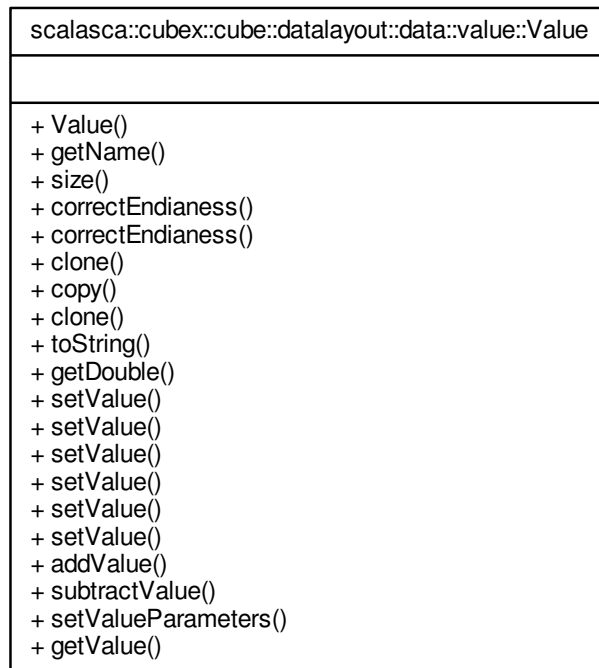 scalasca::cubex::cube::datalayout::data::value::Value
+ Value()
+ getName()
+ size()
+ correctEndianess()
+ correctEndianess()
+ clone()
+ copy()
+ clone()
+ toString()
+ getDouble()
+ setValue()
+ setValue()
+ setValue()
+ setValue()
+ setValue()
+ setValue()
+ addValue()
+ subtractValue()
+ setValueParameters()
+ getValue()